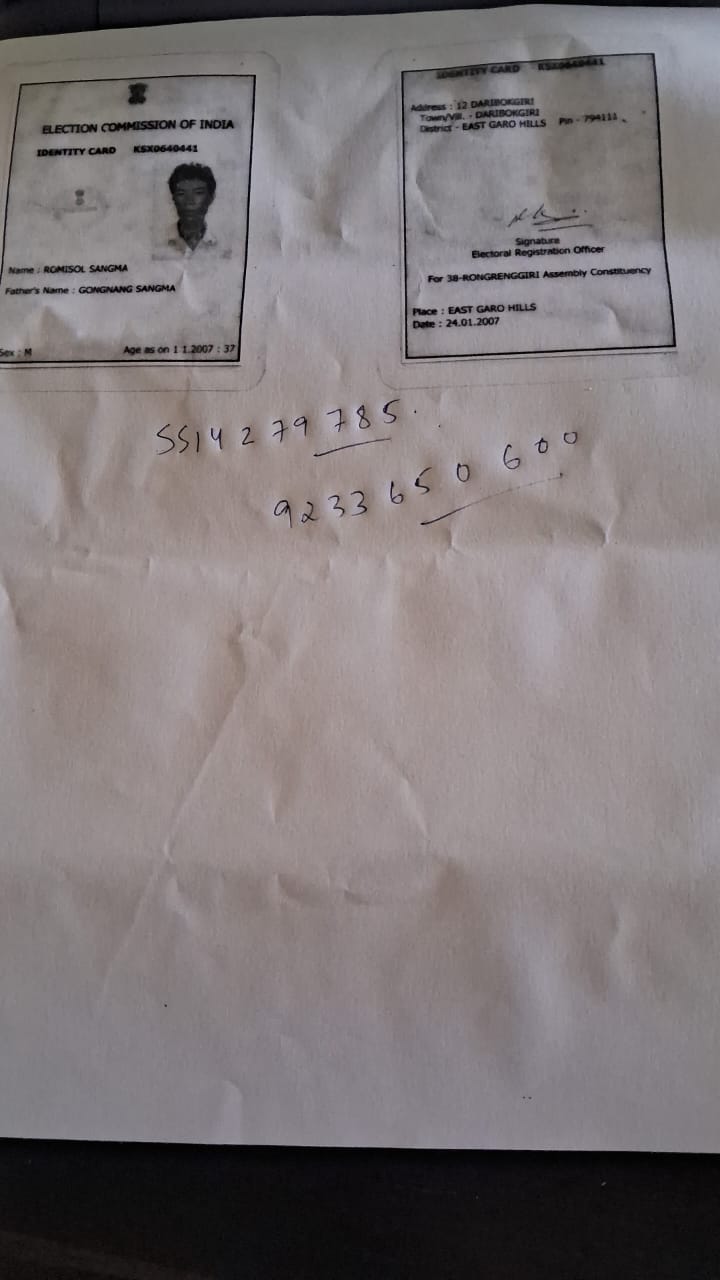 ELECTION COMMISSION OF INDIA
IDENTITY CARD KSX0640441
Name : ROMISOL SANGMA
Father's Name : GONGNANG SANGMA
Sex : M Age as on 1.1.2007 : 37
IDENTITY CARD KSX0640441
Address : 12 DARIBOKGIRI
Town/Vill. - DARIBOKGIRI
District - EAST GARO HILLS Pin - 794111
Signature
Electoral Registration Officer
For 38-RONGRENGGIRI Assembly Constituency
Place : EAST GARO HILLS
Date : 24.01.2007
SS14279785.
9233650600